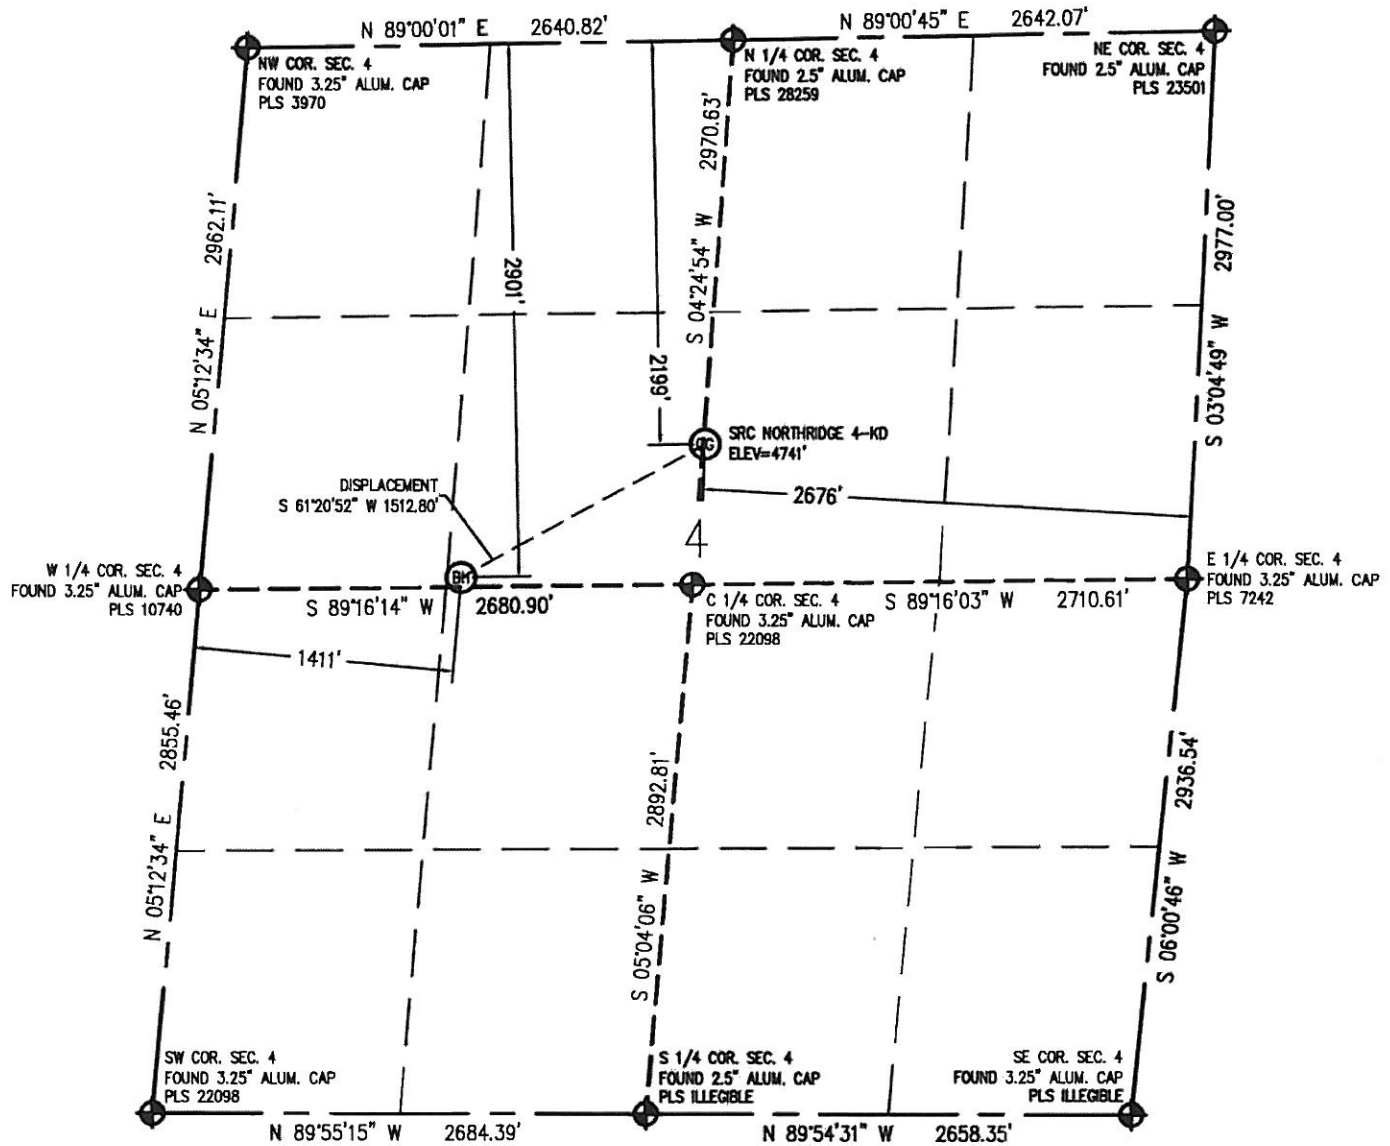 N 89°00'01" E 2640.82'
N 89°00'45" E 2642.07'
NW COR. SEC. 4
FOUND 3.25" ALUM. CAP
PLS 3970
N 1/4 COR. SEC. 4
FOUND 2.5" ALUM. CAP
PLS 28259
NE COR. SEC. 4
FOUND 2.5" ALUM. CAP
PLS 23501
N 05°12'34" E 2962.11'
2901'
2199'
S 04°24'54" W 2970.63'
S 03°04'49" W 2977.00'
SRC NORTHRIDGE 4-KD
ELEV=4741'
DISPLACEMENT
S 61°20'52" W 1512.80'
2676'
4
BH
W 1/4 COR. SEC. 4
FOUND 3.25" ALUM. CAP
PLS 10740
S 89°16'14" W 2680.90'
C 1/4 COR. SEC. 4
FOUND 3.25" ALUM. CAP
PLS 22098
S 89°16'03" W 2710.61'
E 1/4 COR. SEC. 4
FOUND 3.25" ALUM. CAP
PLS 7242
1411'
N 05°12'34" E 2855.46'
S 05°04'06" W 2892.81'
S 06°00'46" W 2936.54'
SW COR. SEC. 4
FOUND 3.25" ALUM. CAP
PLS 22098
S 1/4 COR. SEC. 4
FOUND 2.5" ALUM. CAP
PLS ILLEGIBLE
SE COR. SEC. 4
FOUND 3.25" ALUM. CAP
PLS ILLEGIBLE
N 89°55'15" W 2684.39'
N 89°54'31" W 2658.35'